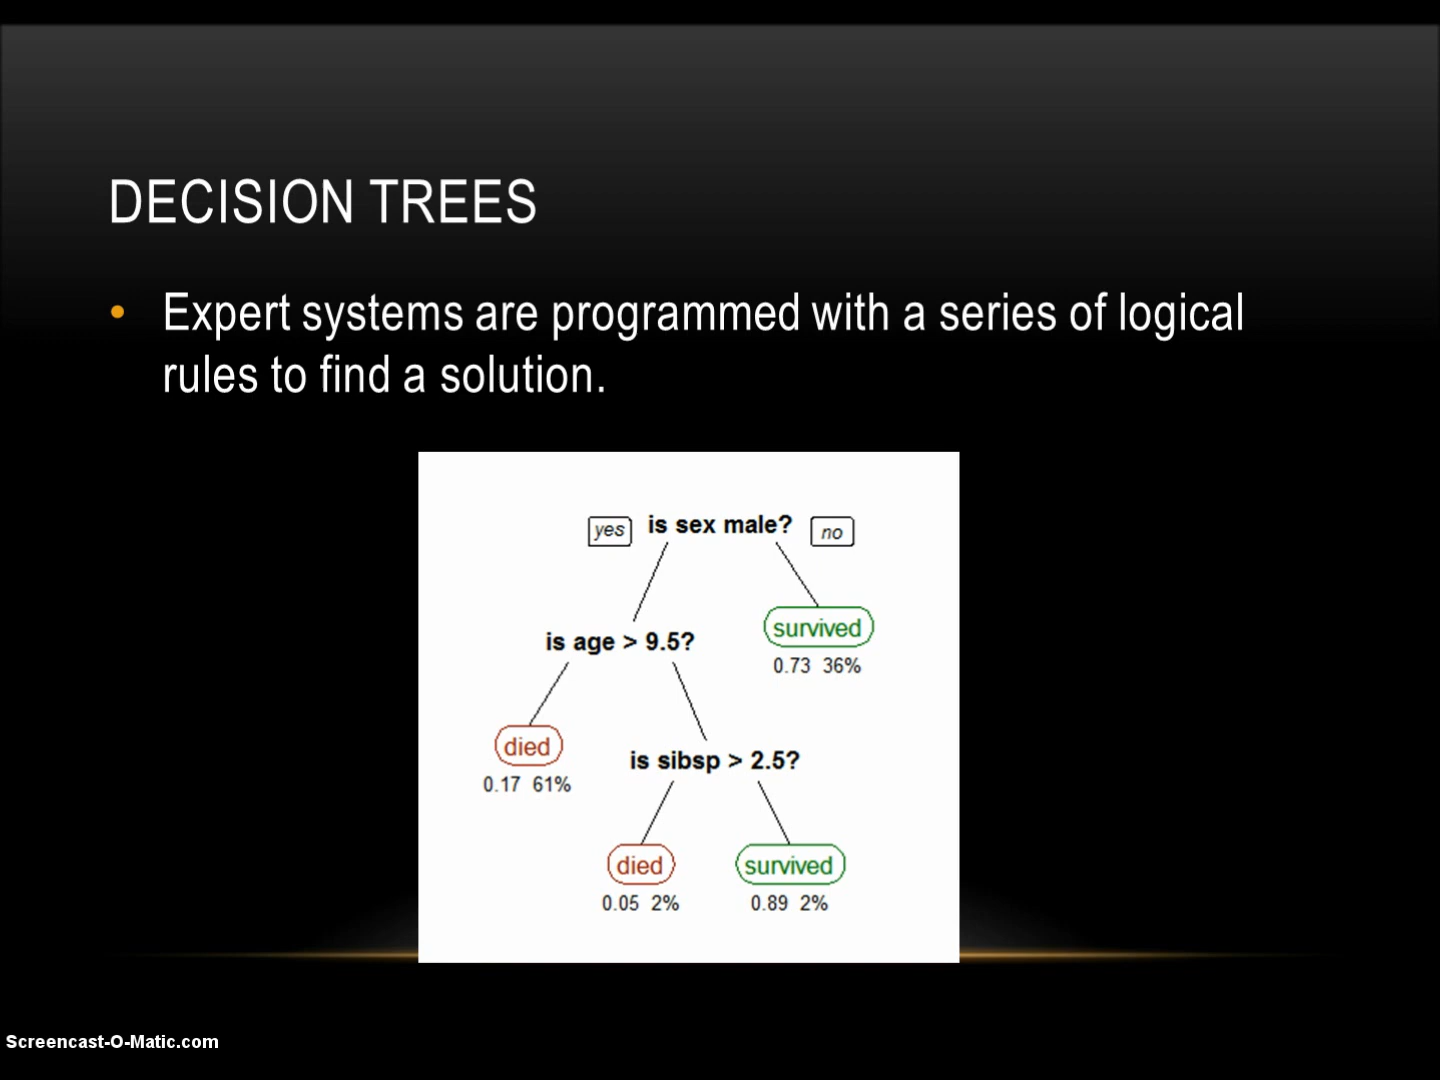 DECISION TREES
• Expert systems are programmed with a series of logical
rules to find a solution.
yes is sex male? no
survived
0.73 36%
is age > 9.5?
died
0.17 61%
is sibsp > 2.5?
died survived
0.05 2% 0.89 2%
Screencast-O-Matic.com